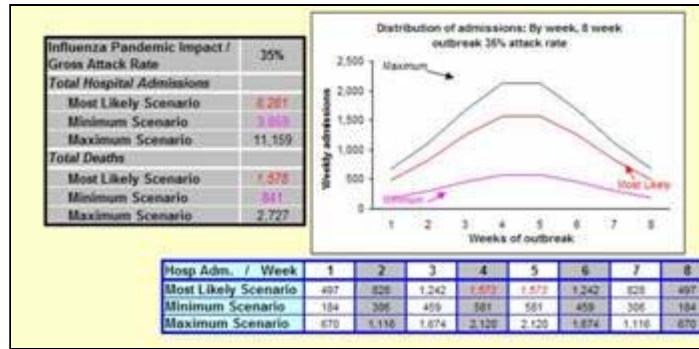 Influenza Pandemic Impact /
Gross Attack Rate
35%
Total Hospital Admissions
Most Likely Scenario 8,281
Minimum Scenario
Maximum Scenario 11,159
Total Deaths
Most Likely Scenario
Minimum Scenario
Maximum Scenario 2,727
Distribution of admissions: By week, 8 week
outbreak 35% attack rate
2,500
2,000
1,500
1,000
500
0
Weekly admissions
Maximum
Most Likely
Minimum
1 2 3 4 5 6 7 8
Weeks of outbreak
Hosp Adm. / Week 1 2 3 4 5 6 7 8
Most Likely Scenario 497 828 1,242 1,573 1,573 1,242 828 497
Minimum Scenario 184 306 459 581 581 459 306 184
Maximum Scenario 670 1,116 1,674 2,120 2,120 1,674 1,116 670